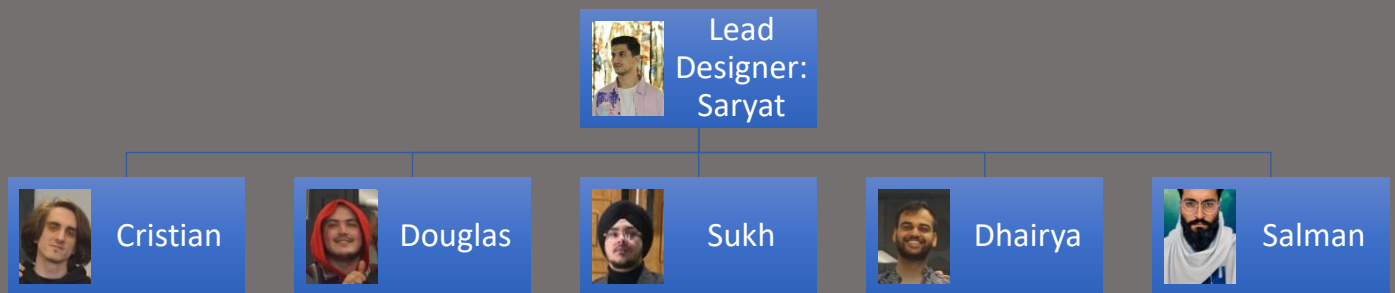 Lead
Designer:
Saryat
Cristian
Douglas
Sukh
Dhairya
Salman